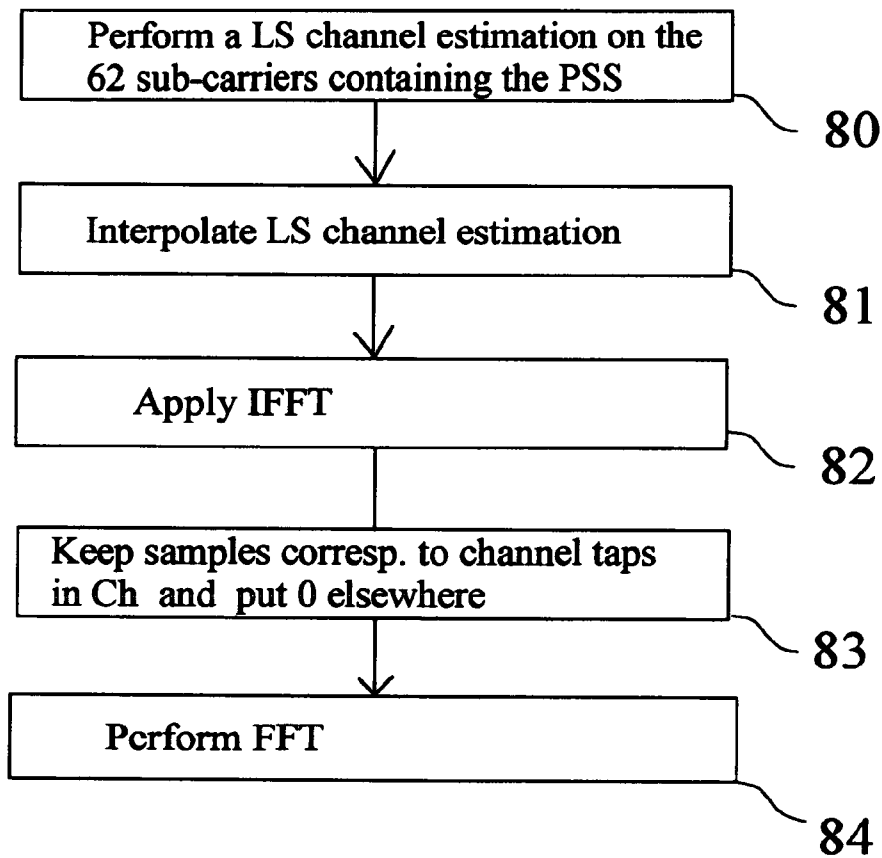 Perform a LS channel estimation on the
62 sub-carriers containing the PSS
80
Interpolate LS channel estimation
81
Apply IFFT
82
Keep samples corresp. to channel taps
in Ch and put 0 elsewhere
83
Perform FFT
84